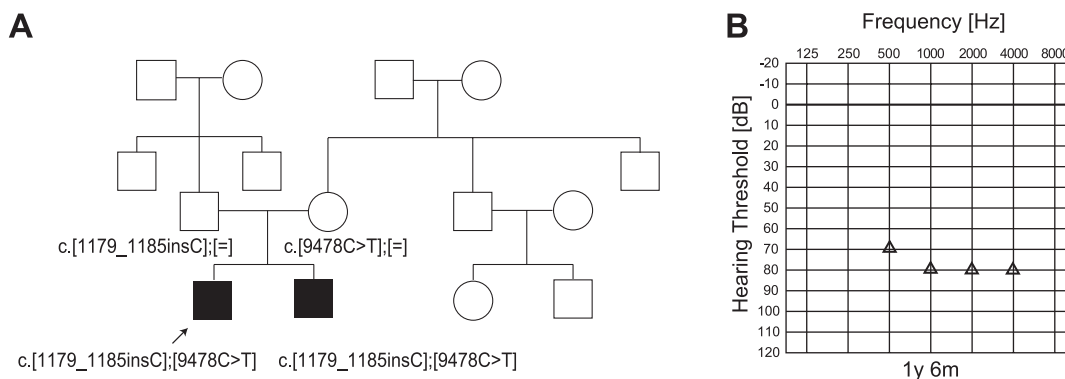 A
c.[1179_1185insC];[=]
c.[9478C>T];[=]
c.[1179_1185insC];[9478C>T]
c.[1179_1185insC];[9478C>T]
B
Frequency [Hz]
125 250 500 1000 2000 4000 8000
Hearing Threshold [dB]
-20
-10
0
10
20
30
40
50
60
70
80
90
100
110
120
1y 6m